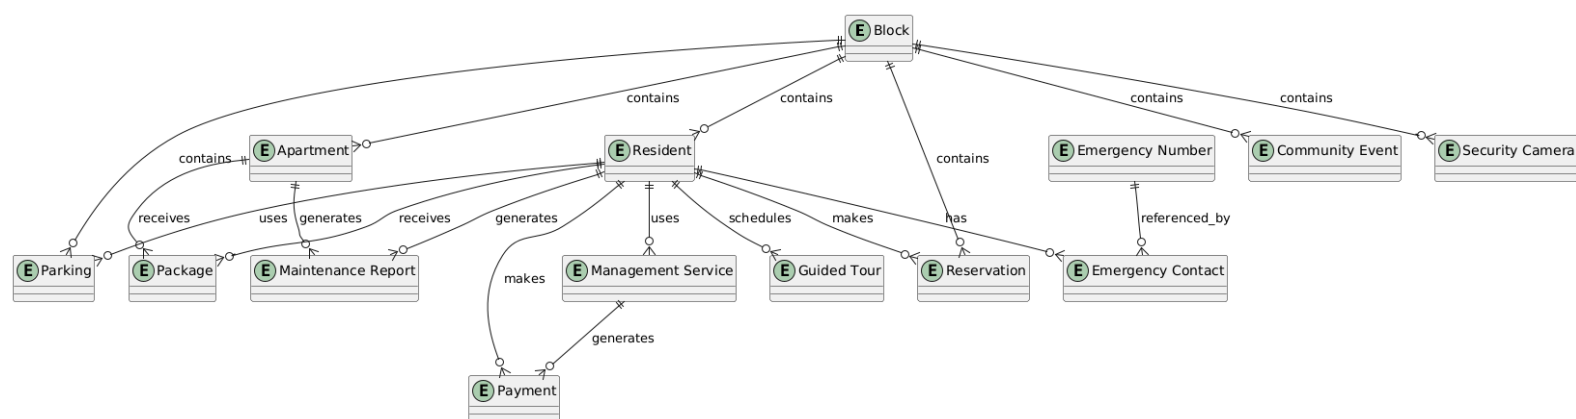 E Block
contains
contains
contains
contains
E Apartment
E Resident
E Emergency Number
E Community Event
E Security Camera
contains
contains
receives
uses
generates
receives
generates
uses
schedules
makes
has
referenced_by
E Parking
E Package
E Maintenance Report
makes
E Management Service
E Guided Tour
E Reservation
E Emergency Contact
generates
E Payment